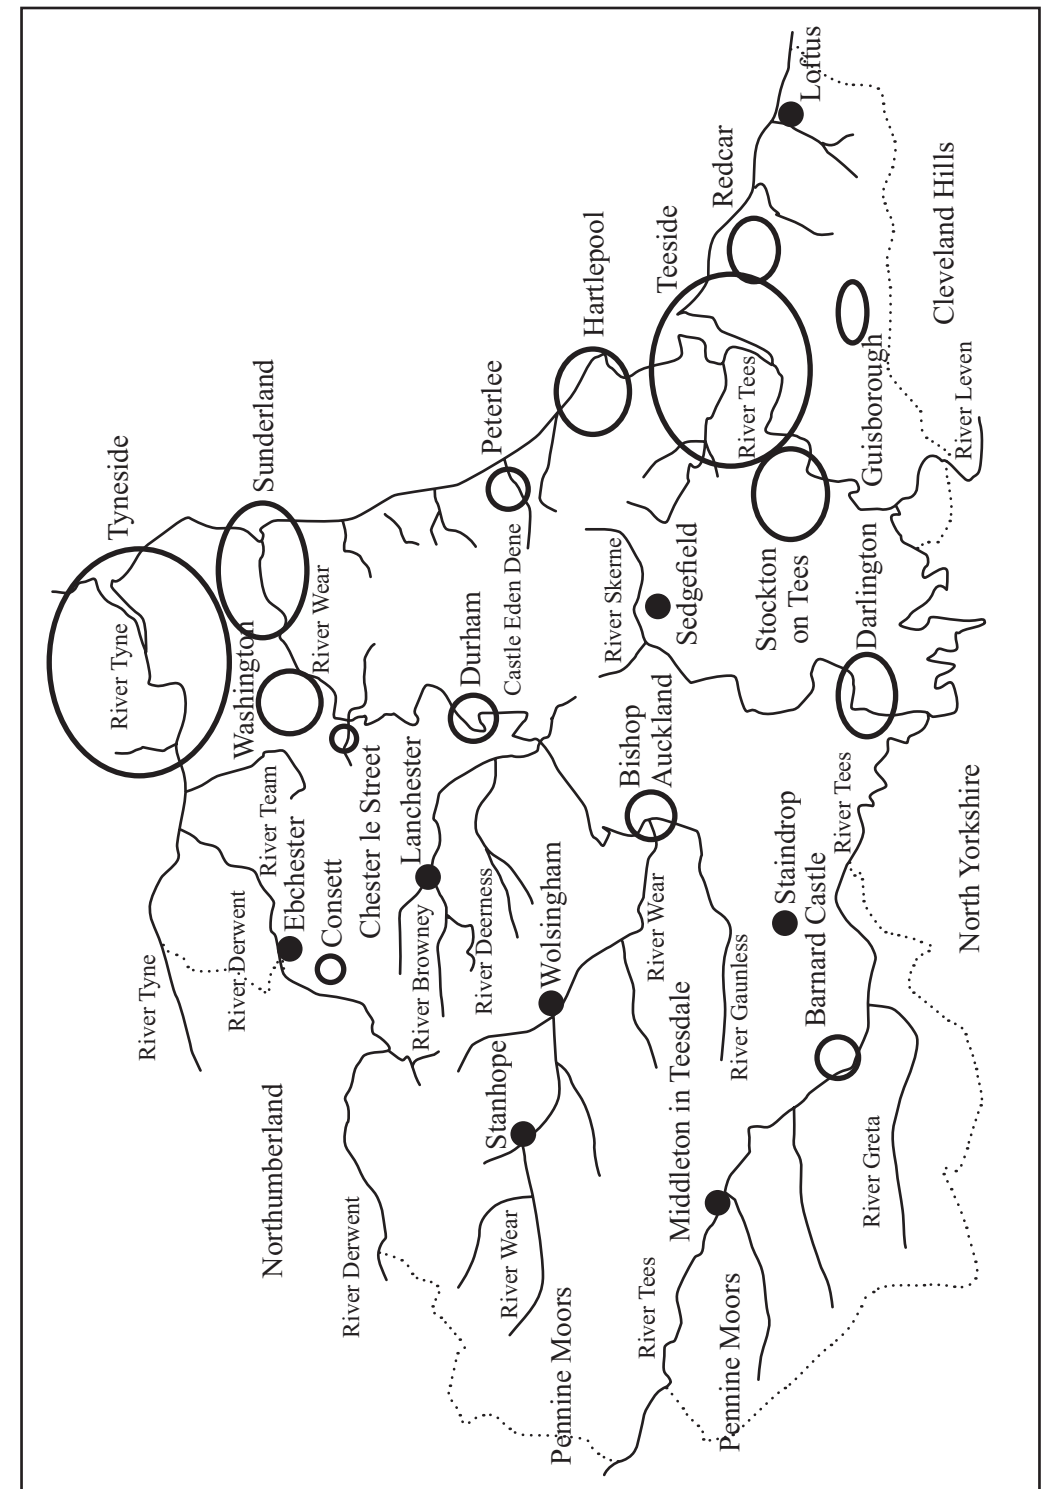 Tyneside
River Tyne
River Tyne
River Derwent
Washington
Sunderland
River Team
Northumberland
Ebchester
River Wear
Consett
River Derwent
Chester le Street
Lanchester
River Browney
Durham
River Deerness
Peterlee
Stanhope
River Wear
Castle Eden Dene
Wolsingham
Pennine Moors
Hartlepool
River Skerne
Bishop
Auckland
River Tees
River Wear
Teeside
Middleton in Teesdale
Sedgefield
Redcar
Pennine Moors
River Gaunless
River Tees
Stockton
on Tees
Staindrop
Loftus
Barnard Castle
River Tees
Darlington
River Greta
Guisborough
Cleveland Hills
River Leven
North Yorkshire